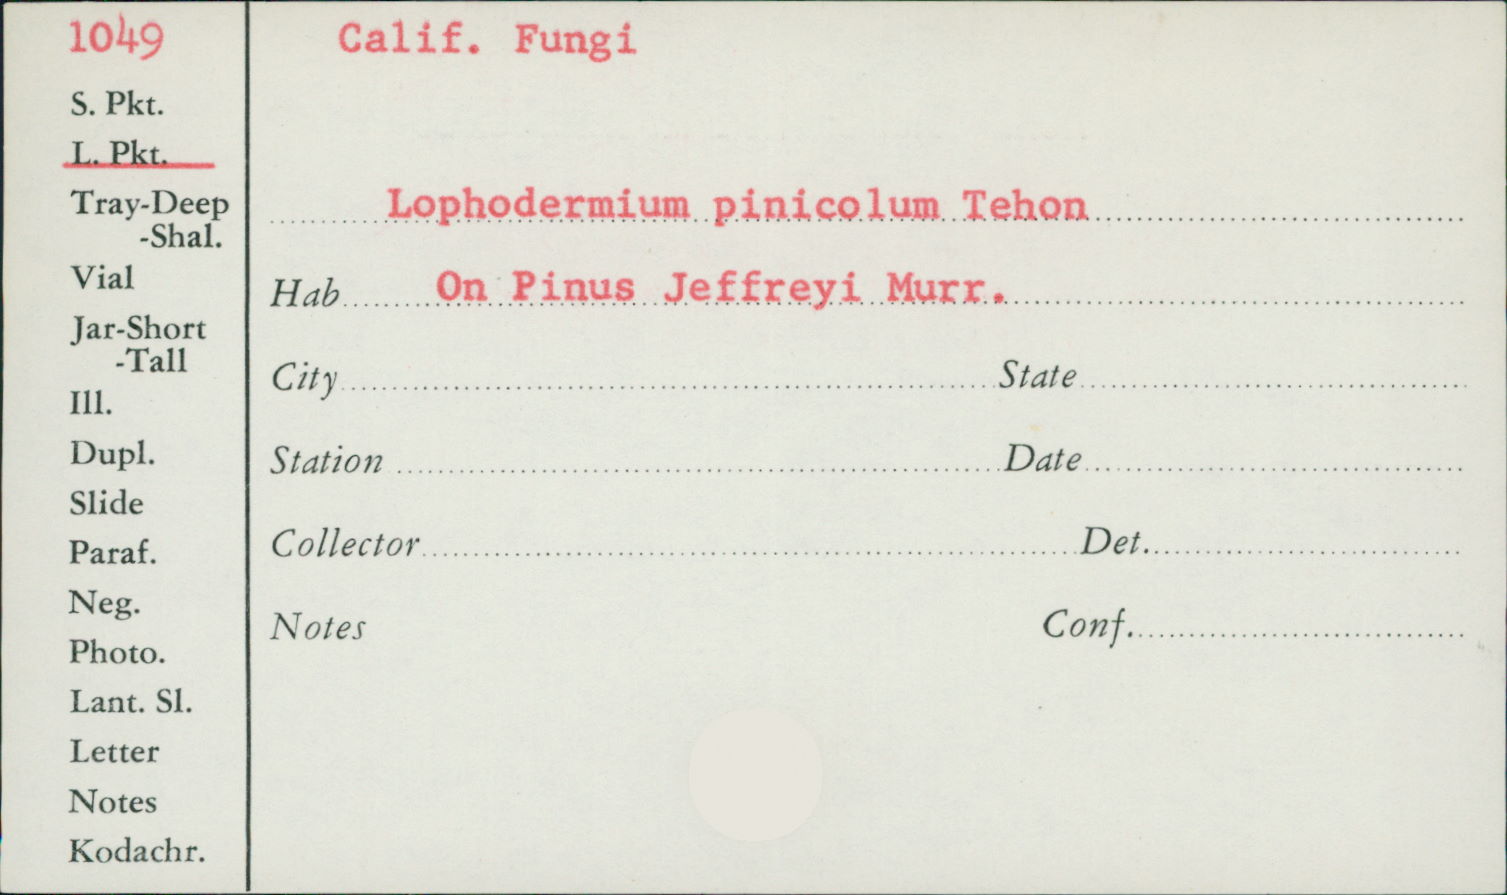 1049
S. Pkt.
L. Pkt.
Tray-Deep
-Shal.
Vial
Jar-Short
-Tall
Ill.
Dupl.
Slide
Paraf.
Neg.
Photo.
Lant. Sl.
Letter
Notes
Kodachr.
Calif. Fungi
Lophodermium pinicolum Tehon
Hab On Pinus Jeffreyi Murr.
City State
Station Date
Collector Det.
Notes Conf.